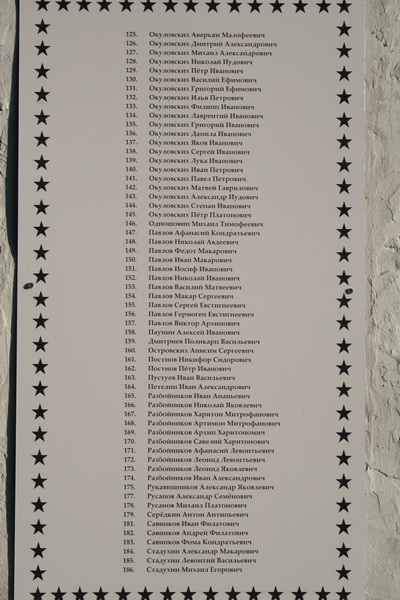 125. Окуловских Аверьян Малофеевич
126. Окуловских Дмитрий Александрович
127. Окуловских Михаил Александрович
128. Окуловских Николай Иудович
129. Окуловских Пётр Иванович
130. Окуловских Василий Ефимович
131. Окуловских Григорий Ефимович
132. Окуловских Илья Петрович
133. Окуловских Филипп Иванович
134. Окуловских Лаврентий Иванович
135. Окуловских Григорий Иванович
136. Окуловских Данила Иванович
137. Окуловских Яков Иванович
138. Окуловских Сергей Иванович
139. Окуловских Лука Иванович
140. Окуловских Иван Петрович
141. Окуловских Павел Петрович
142. Окуловских Матвей Гаврилович
143. Окуловских Александр Иудович
144. Окуловских Степан Иванович
145. Окуловских Пётр Платонович
146. Одношовин Михаил Тимофеевич
147. Павлов Афанасий Кондратьевич
148. Павлов Николай Авдеевич
149. Павлов Федот Макарович
150. Павлов Иван Макарович
151. Павлов Иосиф Иванович
152. Павлов Николай Иванович
153. Павлов Василий Матвеевич
154. Павлов Макар Сергеевич
155. Павлов Сергей Евстигнеевич
156. Павлов Гермоген Евстигнеевич
157. Павлов Виктор Архипович
158. Паунин Алексей Иванович
159. Дмитриев Поликарп Васильевич
160. Островских Анисим Сергеевич
161. Постнов Никифор Сидорович
162. Постнов Пётр Иванович
163. Пустуев Иван Васильевич
164. Петелин Иван Александрович
165. Разбойников Иван Ананьевич
166. Разбойников Николай Яковлевич
167. Разбойников Харитон Митрофанович
168. Разбойников Артимон Митрофанович
169. Разбойников Архип Харитонович
170. Разбойников Савелий Харитонович
171. Разбойников Афанасий Левонтьевич
172. Разбойников Леонид Левонтьевич
173. Разбойников Леонид Яковлевич
174. Разбойников Иван Александрович
175. Рукавишников Александр Яковлевич
177. Русанов Александр Семёнович
178. Русанов Михаил Платонович
179. Серёдкин Антон Антипьевич
181. Савинков Иван Филатович
182. Савинков Андрей Филатович
183. Савинков Фома Кондратьевич
184. Стадухин Александр Макарович
185. Стадухин Левонтий Васильевич
186. Стадухин Михаил Егорович